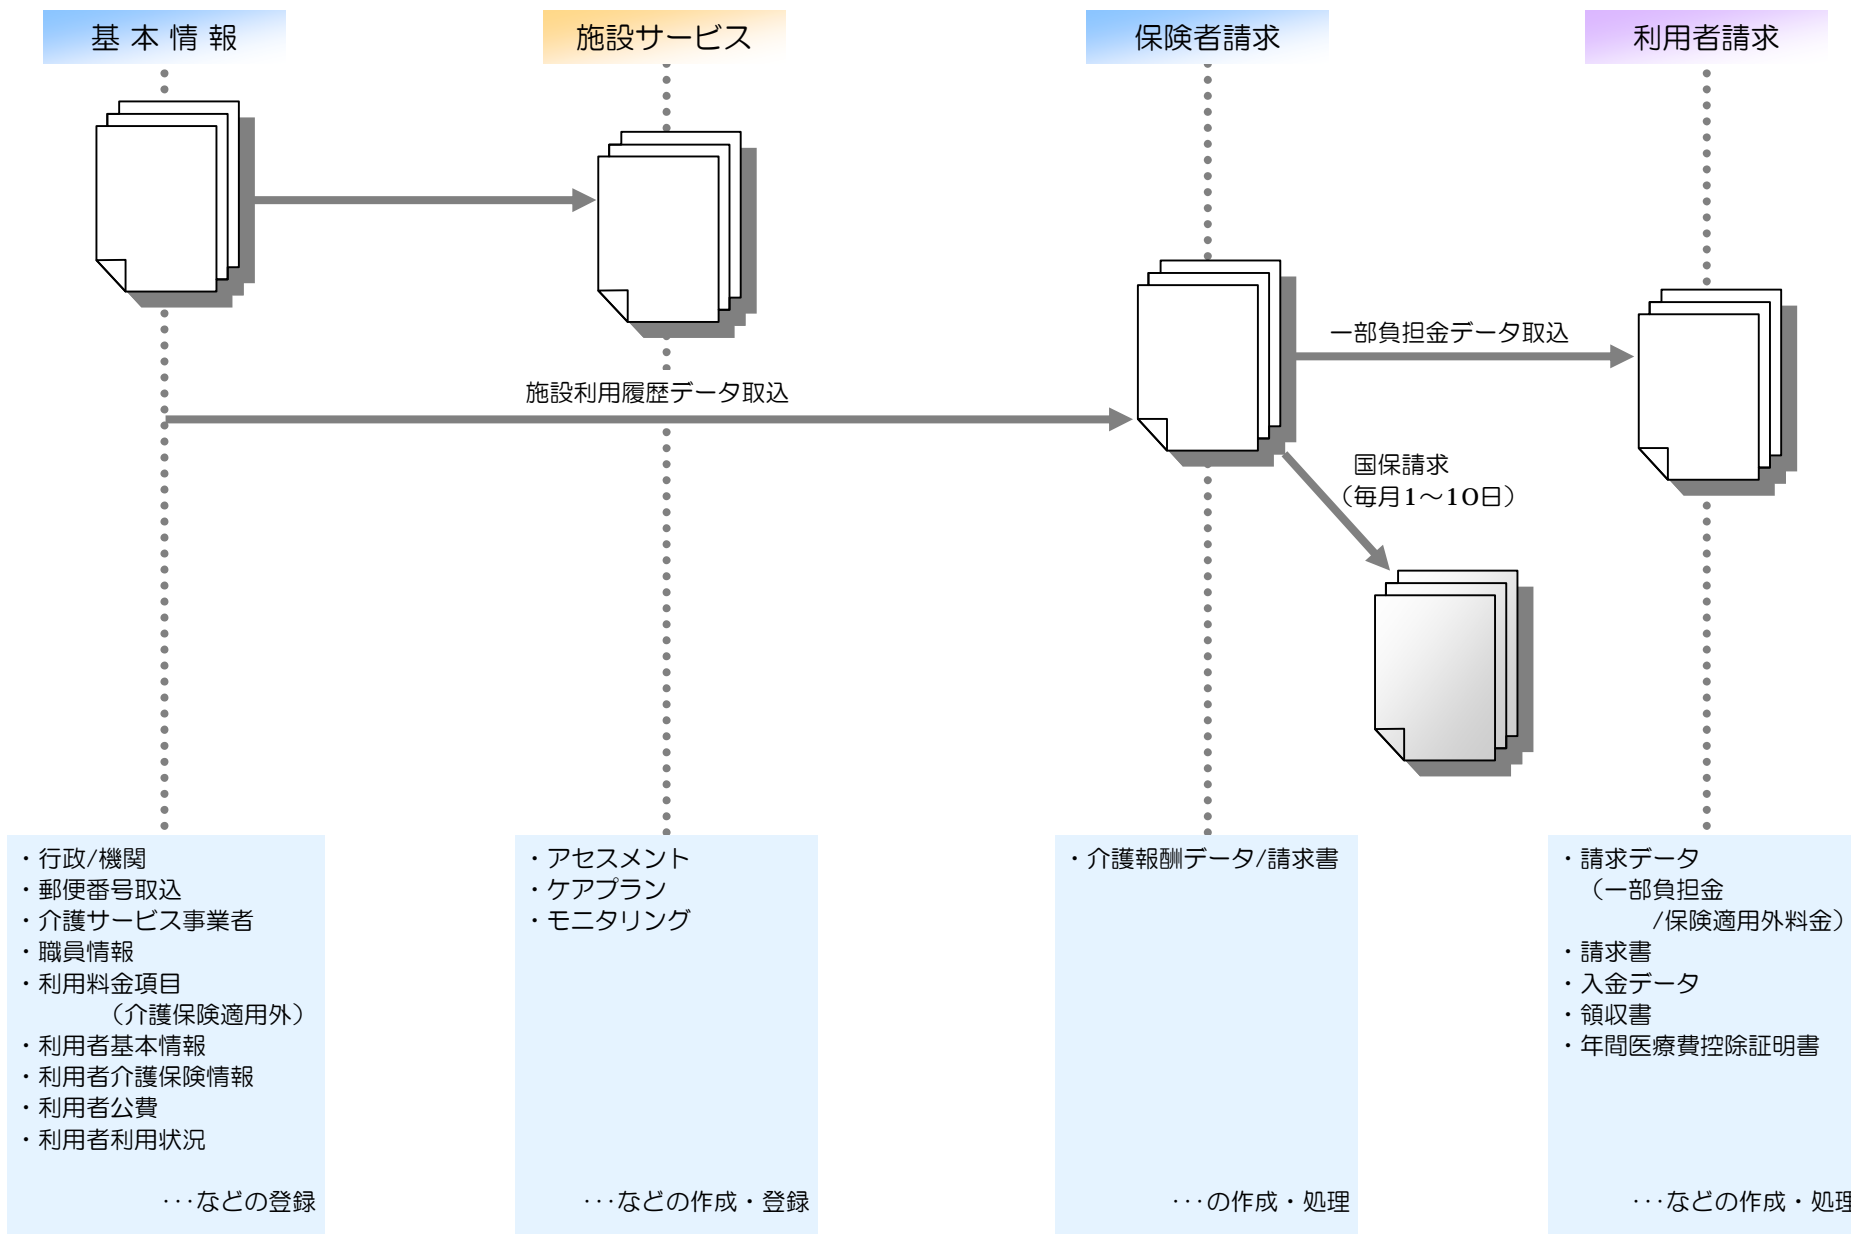 基 本 情 報
施設サービス
保険者請求
利用者請求
一部負担金データ取込
施設利用履歴データ取込
国保請求
（毎月1～10日）
・行政/機関
・郵便番号取込
・介護サービス事業者
・職員情報
・利用料金項目
（介護保険適用外）
・利用者基本情報
・利用者介護保険情報
・利用者公費
・利用者利用状況
･･･などの登録
・アセスメント
・ケアプラン
・モニタリング
･･･などの作成・登録
・介護報酬データ/請求書
･･･の作成・処理
・請求データ
（一部負担金
/保険適用外料金）
・請求書
・入金データ
・領収書
・年間医療費控除証明書
･･･などの作成・処理